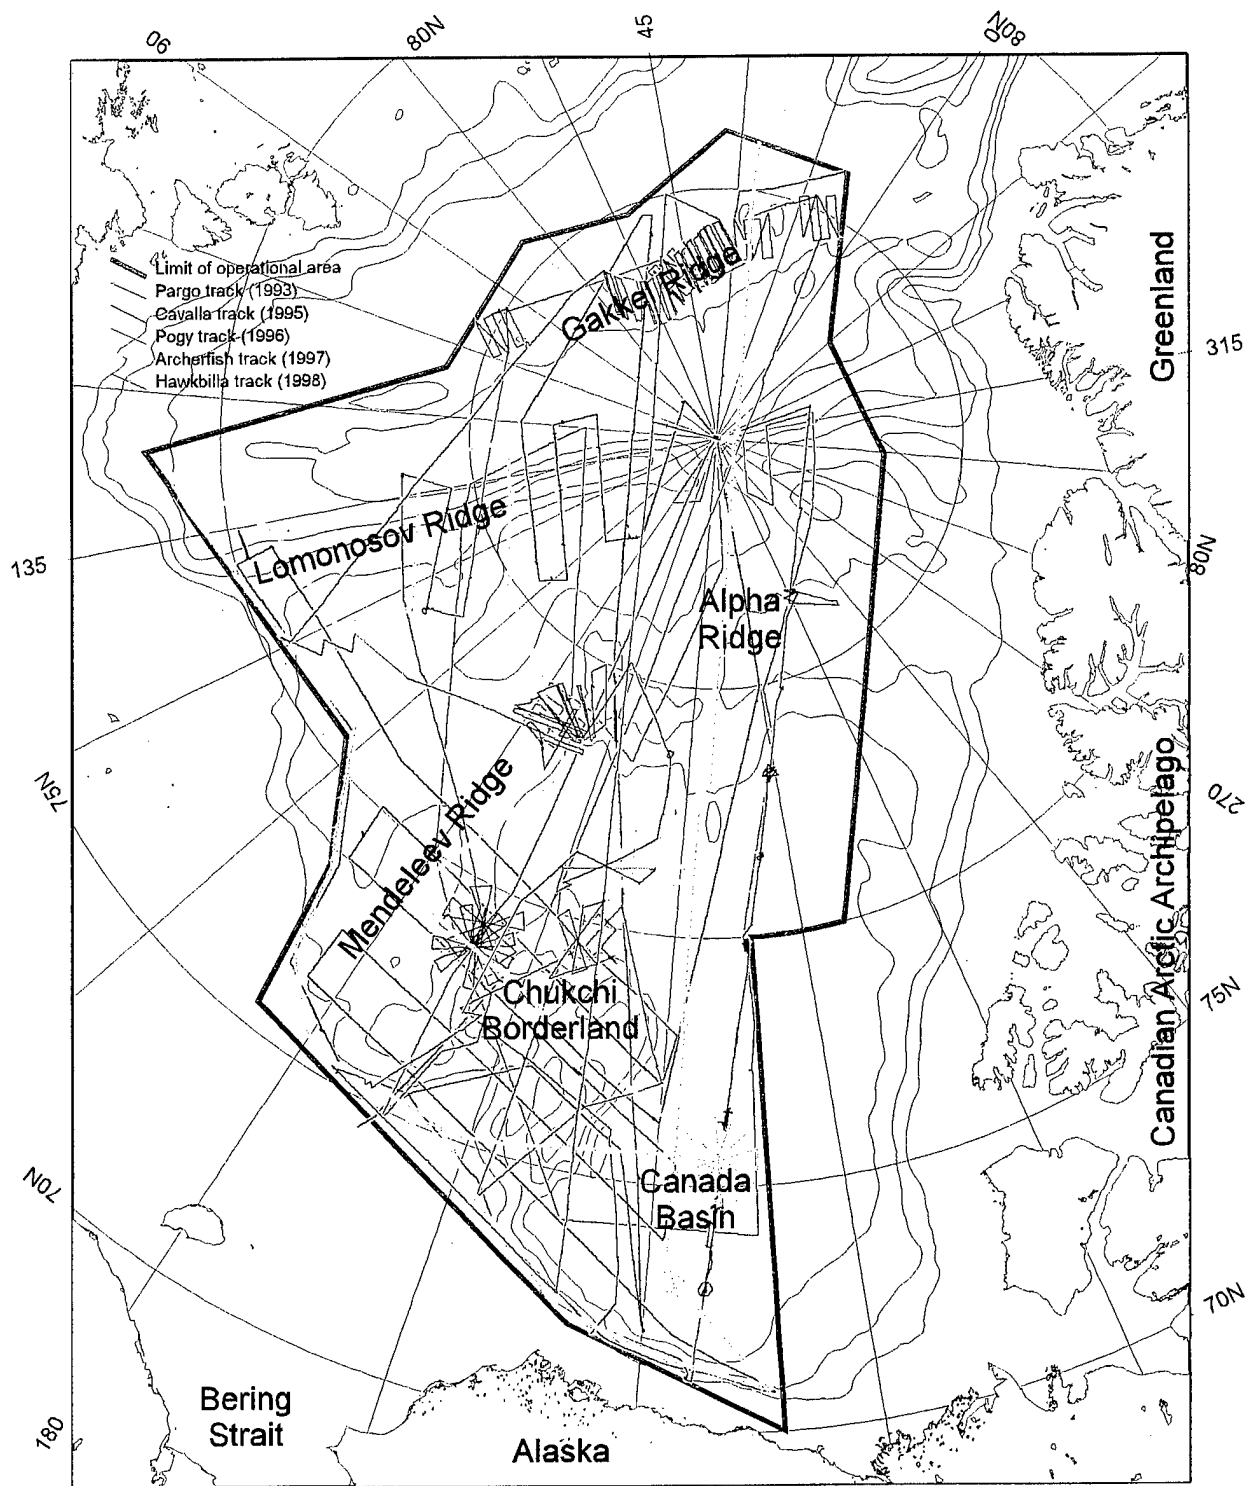 90
80N
45
0
80N
Limit of operational area
Pargo track (1993)
Cavalla track (1995)
Pogy track (1996)
Archerfish track (1997)
Hawkbilla track (1998)
Gakkel Ridge
Greenland
315
Lomonosov Ridge
135
80N
Alpha
Ridge
75N
Mendeleev Ridge
270
Canadian Arctic Archipelago
Chukchi
Borderland
75N
Canada
Basin
70N
70N
Bering
Strait
180
Alaska